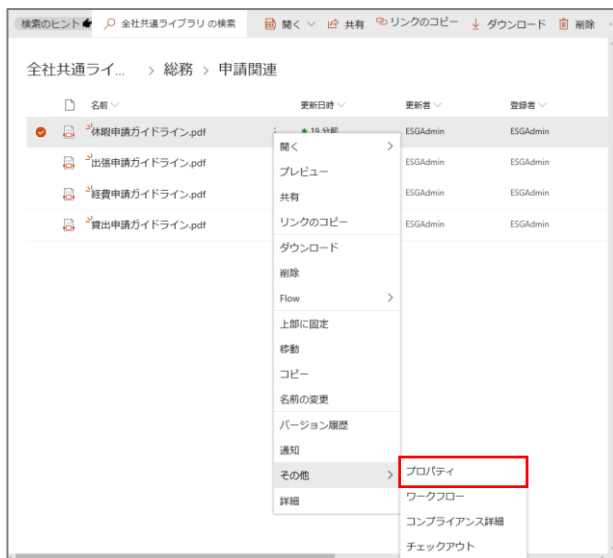 検索のヒント 全社共通ライブラリ の検索 開く 共有 リンクのコピー ダウンロード 削除
全社共通ライ... > 総務 > 申請関連
名前 更新日時 更新者 登録者
休暇申請ガイドライン.pdf 19 分前 ESGAdmin ESGAdmin
出張申請ガイドライン.pdf ESGAdmin ESGAdmin
経費申請ガイドライン.pdf ESGAdmin ESGAdmin
貸出申請ガイドライン.pdf ESGAdmin ESGAdmin
開く
プレビュー
共有
リンクのコピー
ダウンロード
削除
Flow
上部に固定
移動
コピー
名前の変更
バージョン履歴
通知
その他
詳細
プロパティ
ワークフロー
コンプライアンス詳細
チェックアウト